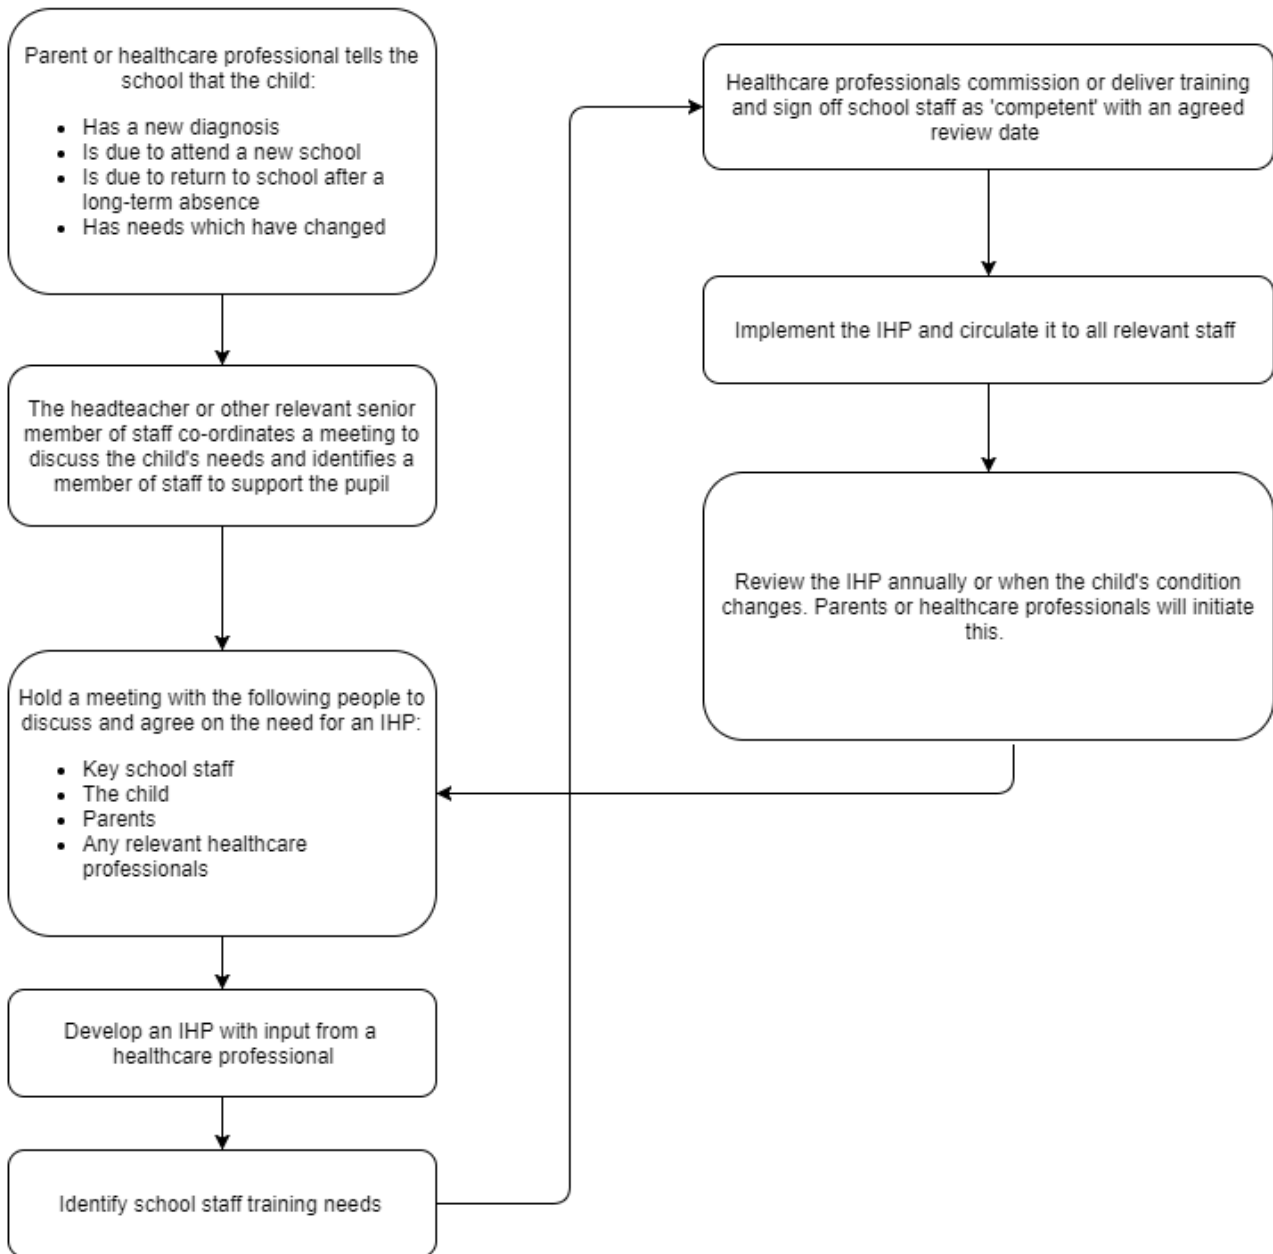 Parent or healthcare professional tells the
school that the child:
• Has a new diagnosis
• Is due to attend a new school
• Is due to return to school after a
long-term absence
• Has needs which have changed
The headteacher or other relevant senior
member of staff co-ordinates a meeting to
discuss the child's needs and identifies a
member of staff to support the pupil
Hold a meeting with the following people to
discuss and agree on the need for an IHP:
• Key school staff
• The child
• Parents
• Any relevant healthcare
professionals
Develop an IHP with input from a
healthcare professional
Identify school staff training needs
Healthcare professionals commission or deliver training
and sign off school staff as 'competent' with an agreed
review date
Implement the IHP and circulate it to all relevant staff
Review the IHP annually or when the child's condition
changes. Parents or healthcare professionals will initiate
this.